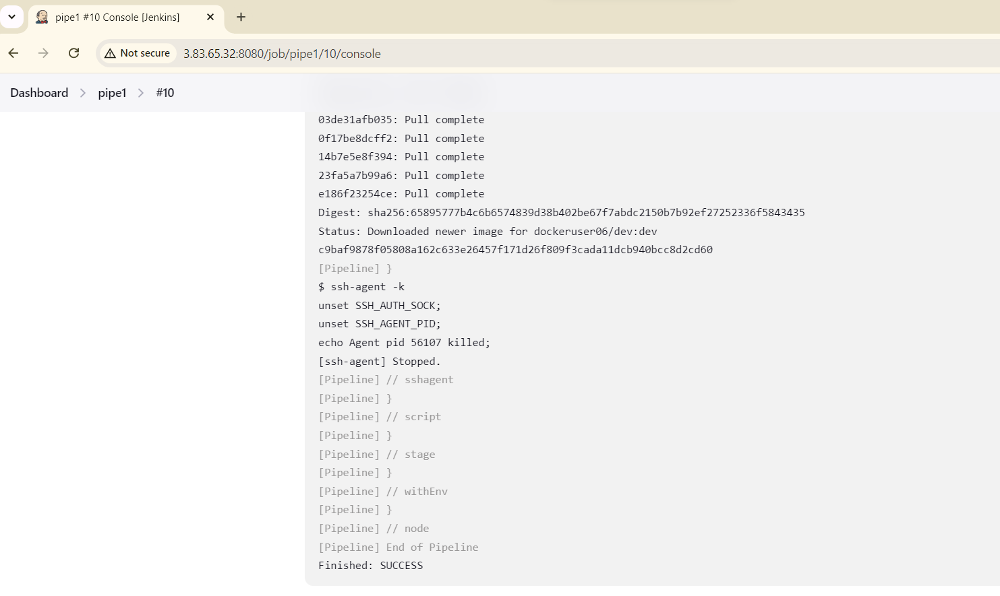 pipe1 #10 Console [Jenkins]
Not secure 3.83.65.32:8080/job/pipe1/10/console
Dashboard pipe1 #10
03de31afb035: Pull complete
0f17be8dcff2: Pull complete
14b7e5e8f394: Pull complete
23fa5a7b99a6: Pull complete
e186f23254ce: Pull complete
Digest: sha256:65895777b4c6b6574839d38b402be67f7abdc2150b7b92ef27252336f5843435
Status: Downloaded newer image for dockeruser06/dev:dev
c9baf9878f05808a162c633e26457f171d26f809f3cada11dcb940bcc8d2cd60
[Pipeline] }
$ ssh-agent -k
unset SSH_AUTH_SOCK;
unset SSH_AGENT_PID;
echo Agent pid 56107 killed;
[ssh-agent] Stopped.
[Pipeline] // sshagent
[Pipeline] }
[Pipeline] // script
[Pipeline] }
[Pipeline] // stage
[Pipeline] }
[Pipeline] // withEnv
[Pipeline] }
[Pipeline] // node
[Pipeline] End of Pipeline
Finished: SUCCESS